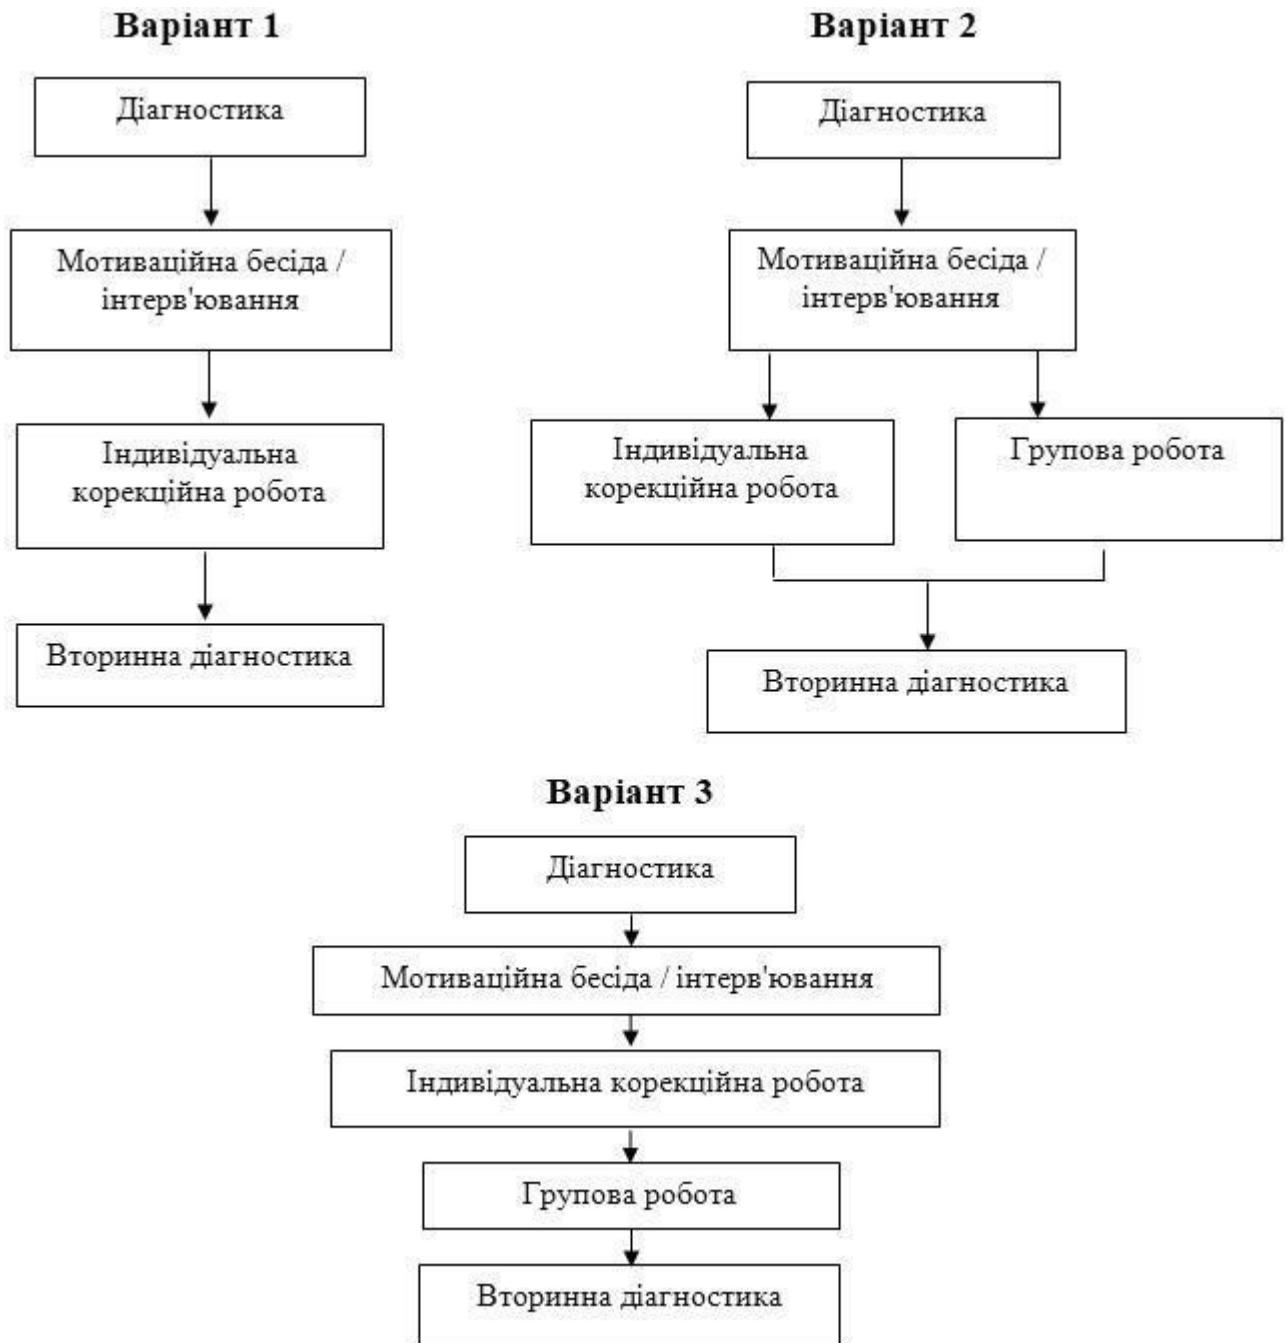 Варіант 1
Діагностика
Мотиваційна бесіда /
інтерв'ювання
Індивідуальна
корекційна робота
Вторинна діагностика
Варіант 2
Діагностика
Мотиваційна бесіда /
інтерв'ювання
Індивідуальна
корекційна робота
Групова робота
Вторинна діагностика
Варіант 3
Діагностика
Мотиваційна бесіда / інтерв'ювання
Індивідуальна корекційна робота
Групова робота
Вторинна діагностика